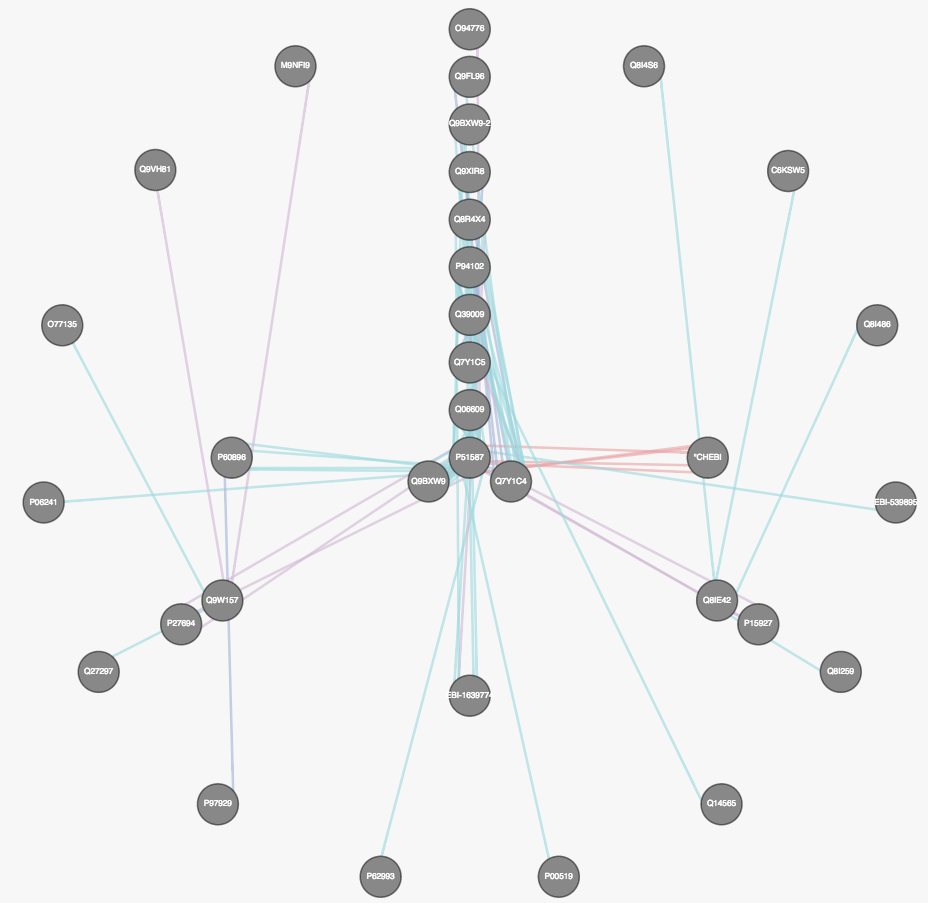 O94776
M9NFI9
Q8I4S6
Q9FL96
Q9BXW9-2
Q9VH81
Q9XIR8
C6KSW5
Q8R4X4
P94102
O77135
Q39009
Q8I486
Q7Y1C5
Q06609
P60896
P51587
"CHEBI
Q9BXW9
Q7Y1C4
P06241
EBI-539895
Q9W157
Q8IE42
P27694
P15927
Q27297
Q8I259
EBI-1639774
P97929
Q14565
P62993
P00519